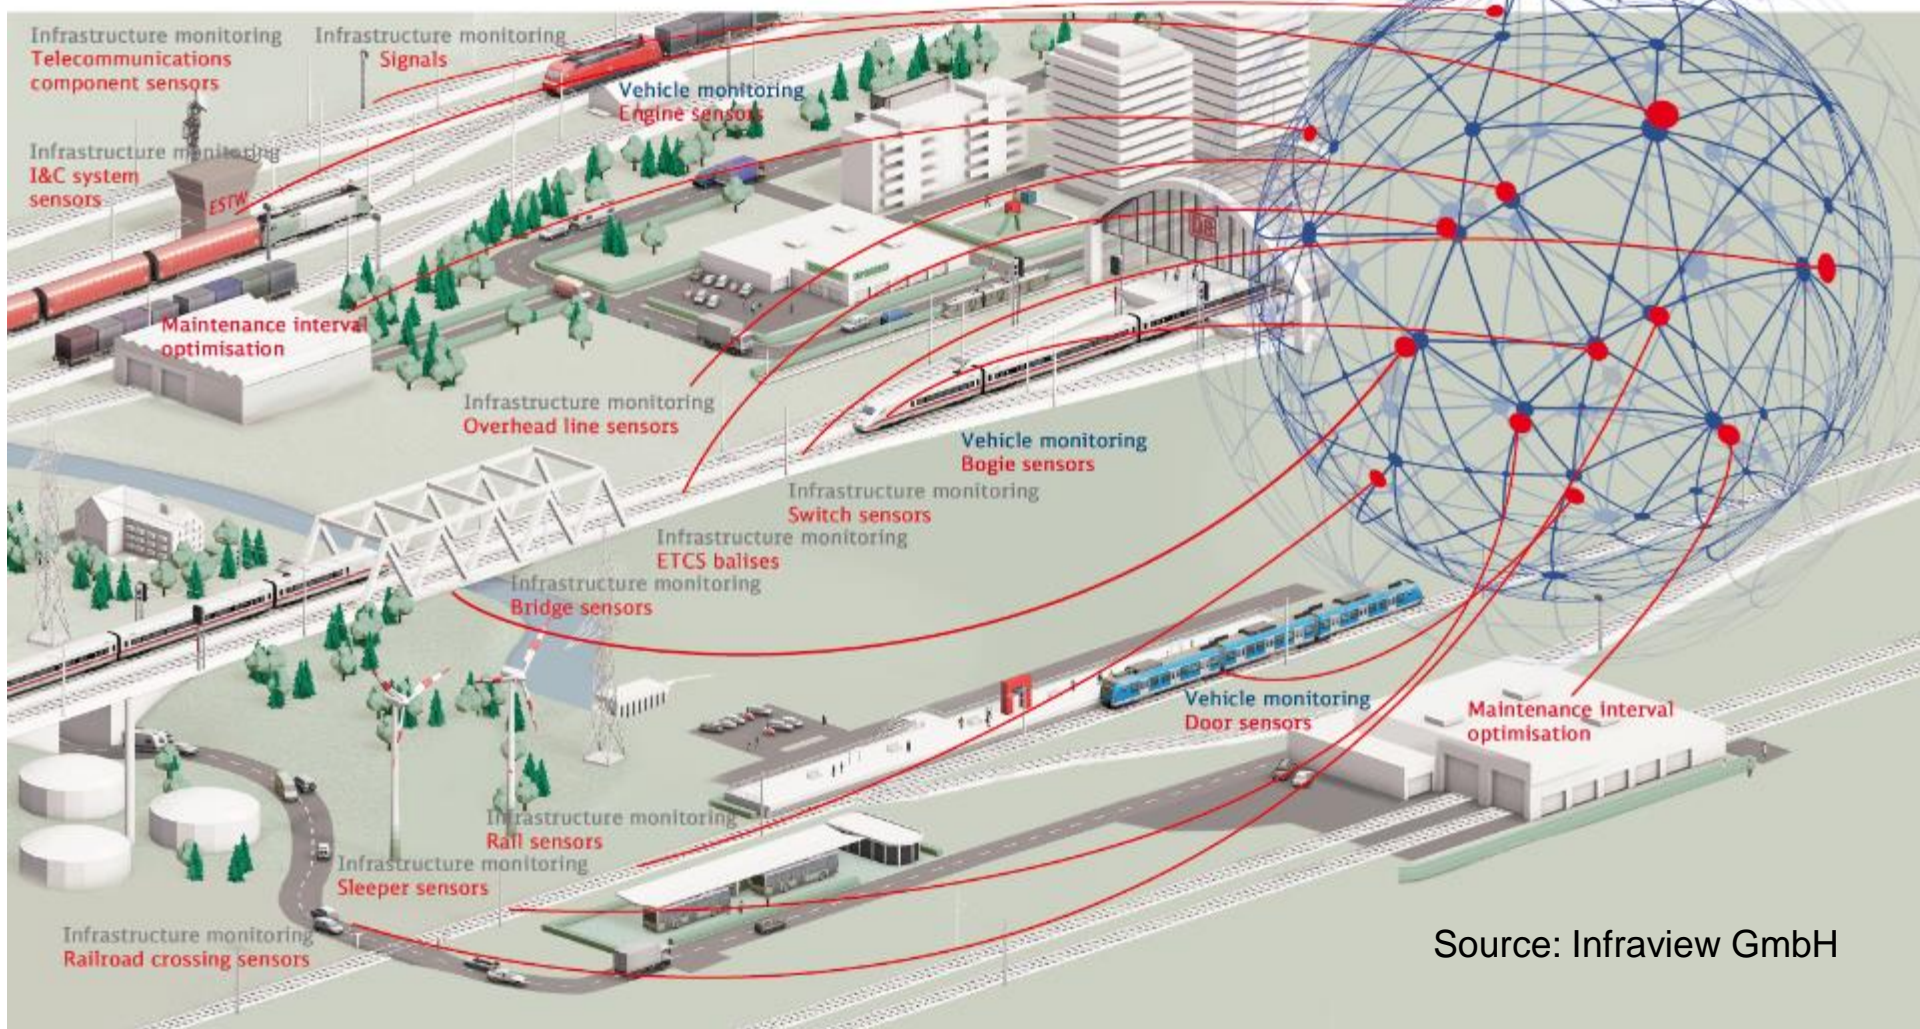 Infrastructure monitoring
Telecommunications
component sensors
Infrastructure monitoring
Signals
Vehicle monitoring
Engine sensors
Infrastructure monitoring
I&C system
sensors
ESTW
DB
Maintenance interval
optimisation
Infrastructure monitoring
Overhead line sensors
Vehicle monitoring
Bogie sensors
Infrastructure monitoring
Switch sensors
Infrastructure monitoring
ETCS balises
Infrastructure monitoring
Bridge sensors
Vehicle monitoring
Door sensors
Maintenance interval
optimisation
Infrastructure monitoring
Rail sensors
Infrastructure monitoring
Sleeper sensors
Infrastructure monitoring
Railroad crossing sensors
Source: Infraview GmbH